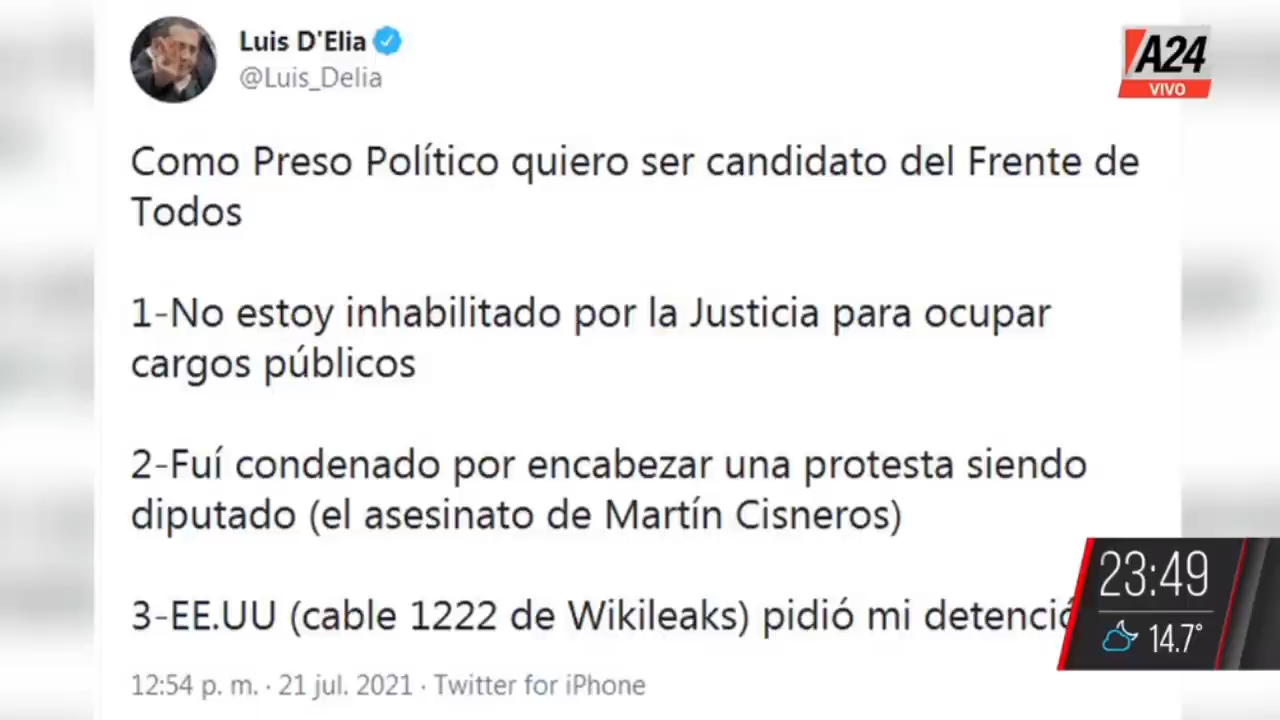 Luis D'Elia
@Luis_Delia
A24
VIVO
Como Preso Político quiero ser candidato del Frente de
Todos
1-No estoy inhabilitado por la Justicia para ocupar
cargos públicos
2-Fuí condenado por encabezar una protesta siendo
diputado (el asesinato de Martín Cisneros)
3-EE.UU (cable 1222 de Wikileaks) pidió mi detenció
12:54 p. m. · 21 jul. 2021 · Twitter for iPhone
23:49
14.7°